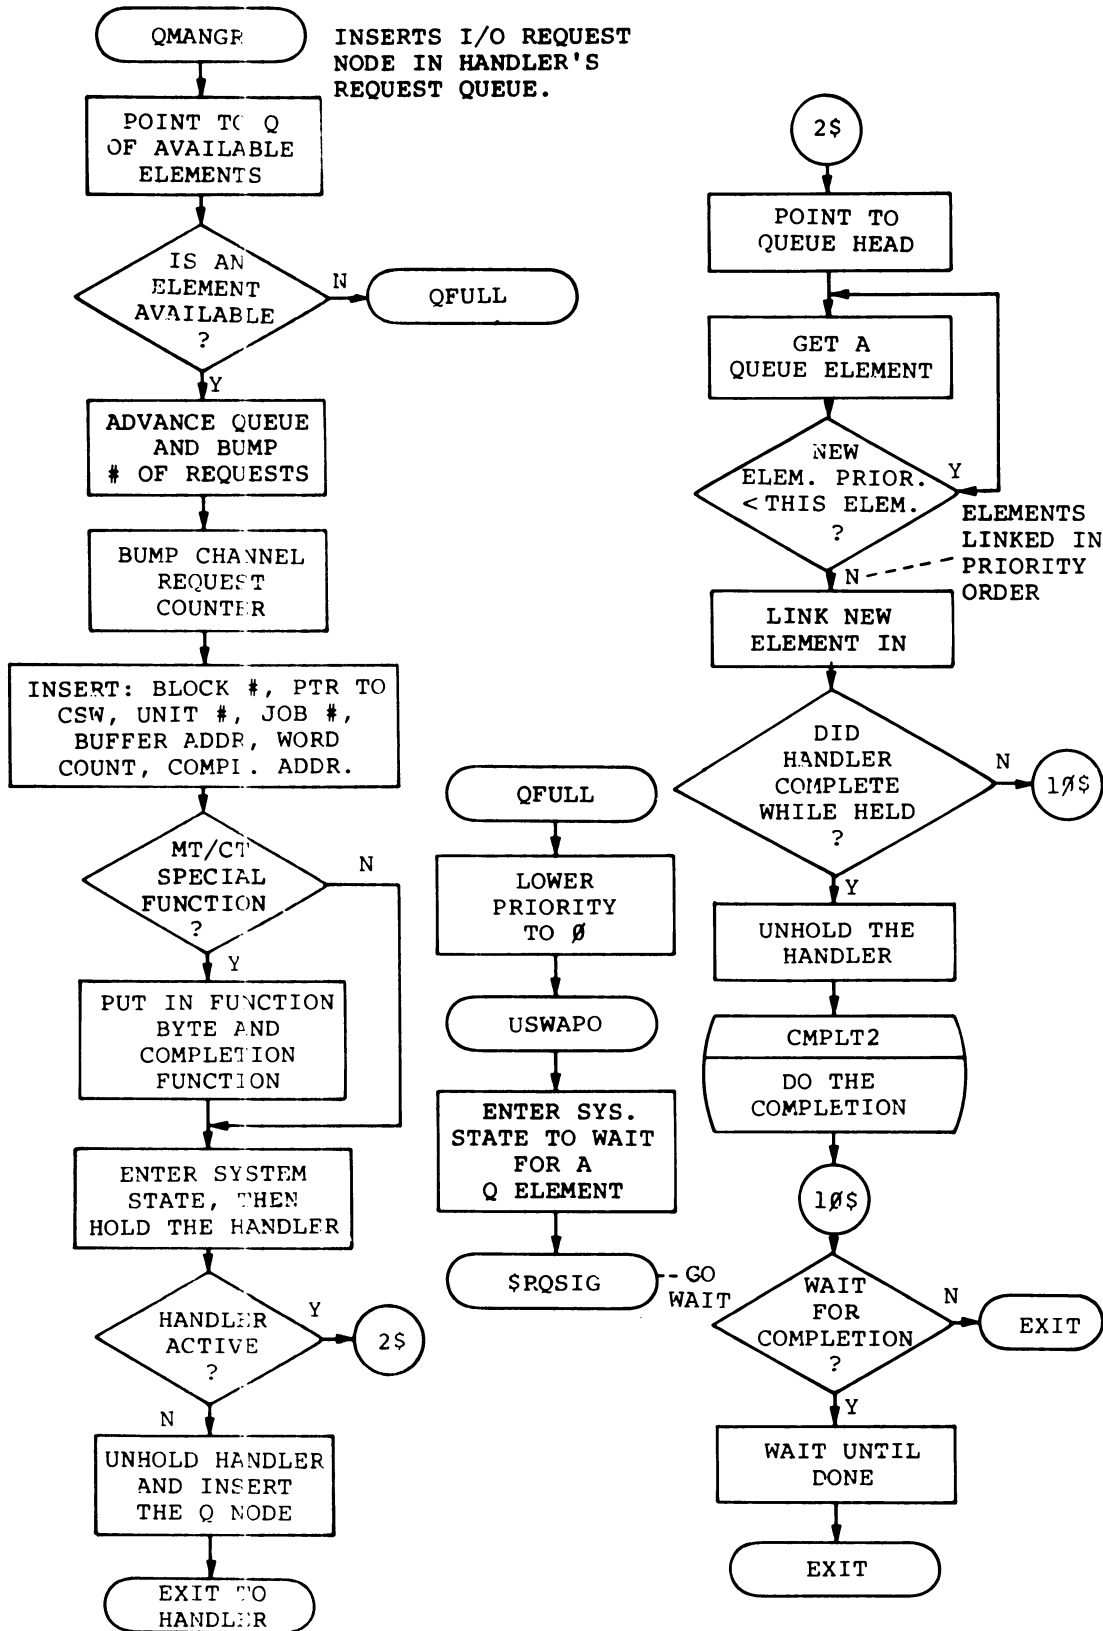 QMANGR
INSERTS I/O REQUEST
NODE IN HANDLER'S
REQUEST QUEUE.
POINT TO Q
OF AVAILABLE
ELEMENTS
IS AN
ELEMENT
AVAILABLE
?
N
QFULL
Y
ADVANCE QUEUE
AND BUMP
# OF REQUESTS
BUMP CHANNEL
REQUEST
COUNTER
INSERT: BLOCK #, PTR TO
CSW, UNIT #, JOB #,
BUFFER ADDR, WORD
COUNT, COMPL. ADDR.
MT/CT
SPECIAL
FUNCTION
?
N
Y
PUT IN FUNCTION
BYTE AND
COMPLETION
FUNCTION
ENTER SYSTEM
STATE, THEN
HOLD THE HANDLER
HANDLER
ACTIVE
?
Y
2$
N
UNHOLD HANDLER
AND INSERT
THE Q NODE
EXIT TO
HANDLER
QFULL
LOWER
PRIORITY
TO Ø
USWAPO
ENTER SYS.
STATE TO WAIT
FOR A
Q ELEMENT
$RQSIG
GO
WAIT
2$
POINT TO
QUEUE HEAD
GET A
QUEUE ELEMENT
NEW
ELEM. PRIOR.
< THIS ELEM.
?
Y
ELEMENTS
LINKED IN
PRIORITY
ORDER
N
LINK NEW
ELEMENT IN
DID
HANDLER
COMPLETE
WHILE HELD
?
N
1Ø$
Y
UNHOLD THE
HANDLER
CMPLT2
DO THE
COMPLETION
1Ø$
WAIT
FOR
COMPLETION
?
N
EXIT
Y
WAIT UNTIL
DONE
EXIT